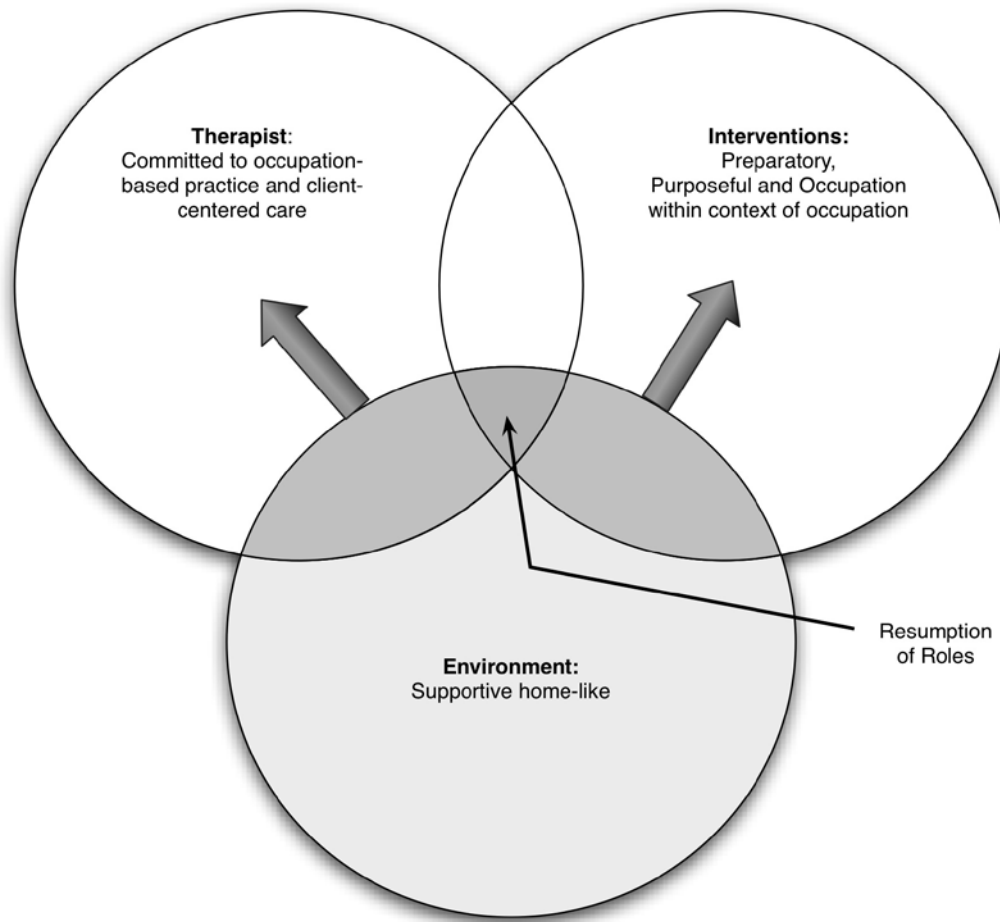 Therapist:
Committed to occupation-
based practice and client-
centered care
Interventions:
Preparatory,
Purposeful and Occupation
within context of occupation
Resumption
of Roles
Environment:
Supportive home-like